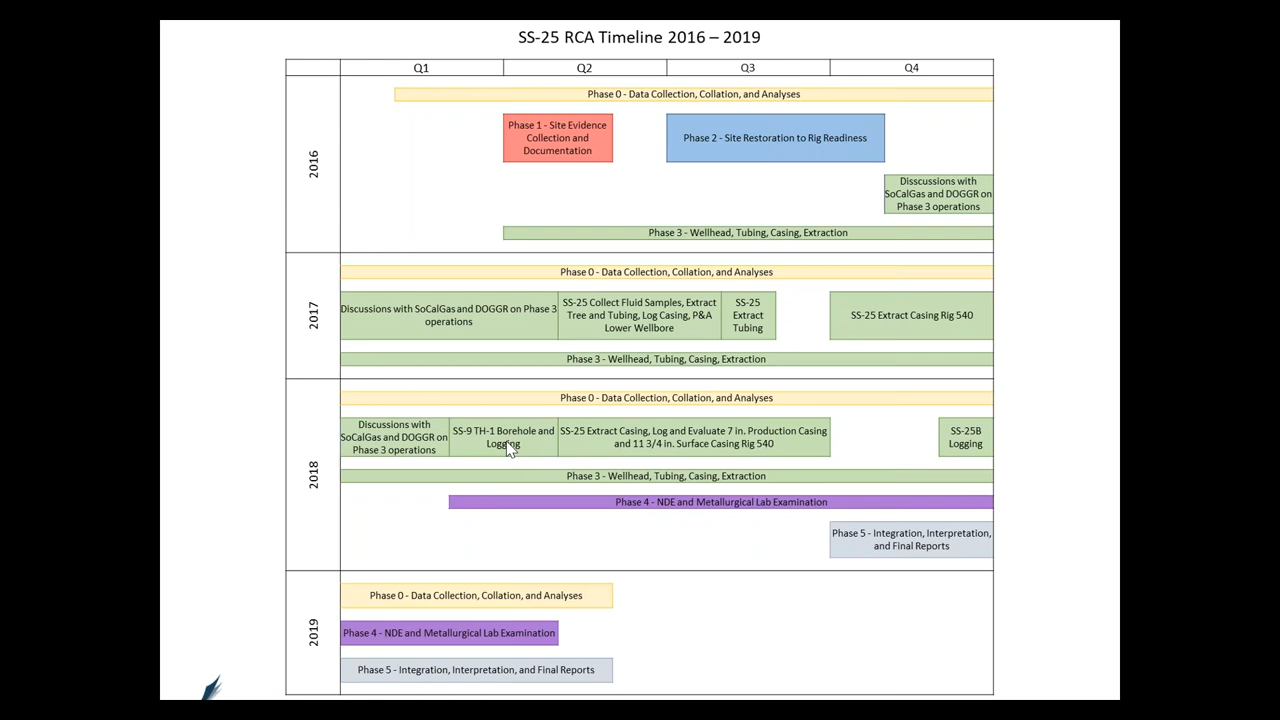 SS-25 RCA Timeline 2016 – 2019
Q1 Q2 Q3 Q4
2016
Phase 0 - Data Collection, Collation, and Analyses
Phase 1 - Site Evidence
Collection and
Documentation
Phase 2 - Site Restoration to Rig Readiness
Disscussions with
SoCalGas and DOGGR on
Phase 3 operations
Phase 3 - Wellhead, Tubing, Casing, Extraction
2017
Phase 0 - Data Collection, Collation, and Analyses
Discussions with SoCalGas and DOGGR on Phase 3
operations
SS-25 Collect Fluid Samples, Extract
Tree and Tubing, Log Casing, P&A
Lower Wellbore
SS-25
Extract
Tubing
SS-25 Extract Casing Rig 540
Phase 3 - Wellhead, Tubing, Casing, Extraction
2018
Phase 0 - Data Collection, Collation, and Analyses
Discussions with
SoCalGas and DOGGR on
Phase 3 operations
SS-9 TH-1 Borehole and
Logging
SS-25 Extract Casing, Log and Evaluate 7 in. Production Casing
and 11 3/4 in. Surface Casing Rig 540
SS-25B
Logging
Phase 3 - Wellhead, Tubing, Casing, Extraction
Phase 4 - NDE and Metallurgical Lab Examination
Phase 5 - Integration, Interpretation,
and Final Reports
2019
Phase 0 - Data Collection, Collation, and Analyses
Phase 4 - NDE and Metallurgical Lab Examination
Phase 5 - Integration, Interpretation, and Final Reports